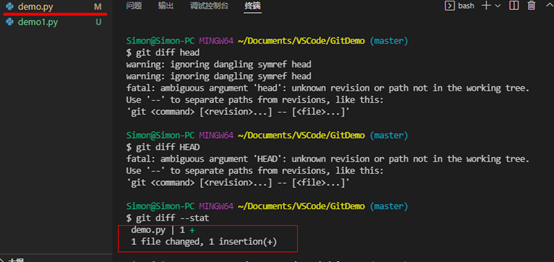 demo.py M
demo1.py U
问题 输出 调试控制台 终端
bash
Simon@Simon-PC MINGW64 ~/Documents/VSCode/GitDemo (master)
$ git diff head
warning: ignoring dangling symref head
warning: ignoring dangling symref head
fatal: ambiguous argument 'head': unknown revision or path not in the working tree.
Use '--' to separate paths from revisions, like this:
'git <command> [<revision>...] -- [<file>...]'
Simon@Simon-PC MINGW64 ~/Documents/VSCode/GitDemo (master)
$ git diff HEAD
fatal: ambiguous argument 'HEAD': unknown revision or path not in the working tree.
Use '--' to separate paths from revisions, like this:
'git <command> [<revision>...] -- [<file>...]'
Simon@Simon-PC MINGW64 ~/Documents/VSCode/GitDemo (master)
$ git diff --stat
demo.py | 1 +
1 file changed, 1 insertion(+)